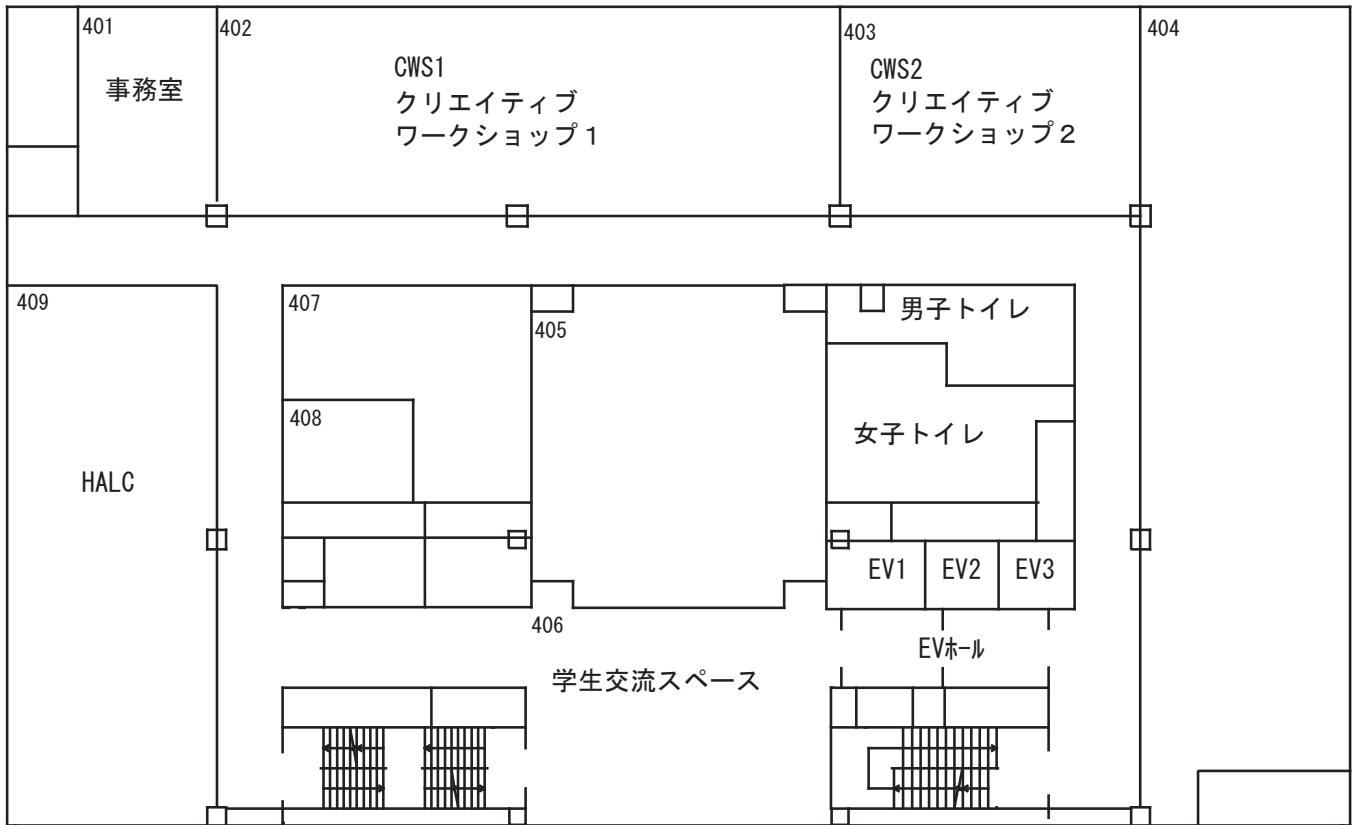 401
事務室
402
CWS1
クリエイティブ
ワークショップ1
403
CWS2
クリエイティブ
ワークショップ2
404
409
HALC
407
408
405
男子トイレ
女子トイレ
EV1
EV2
EV3
EVホール
406
学生交流スペース